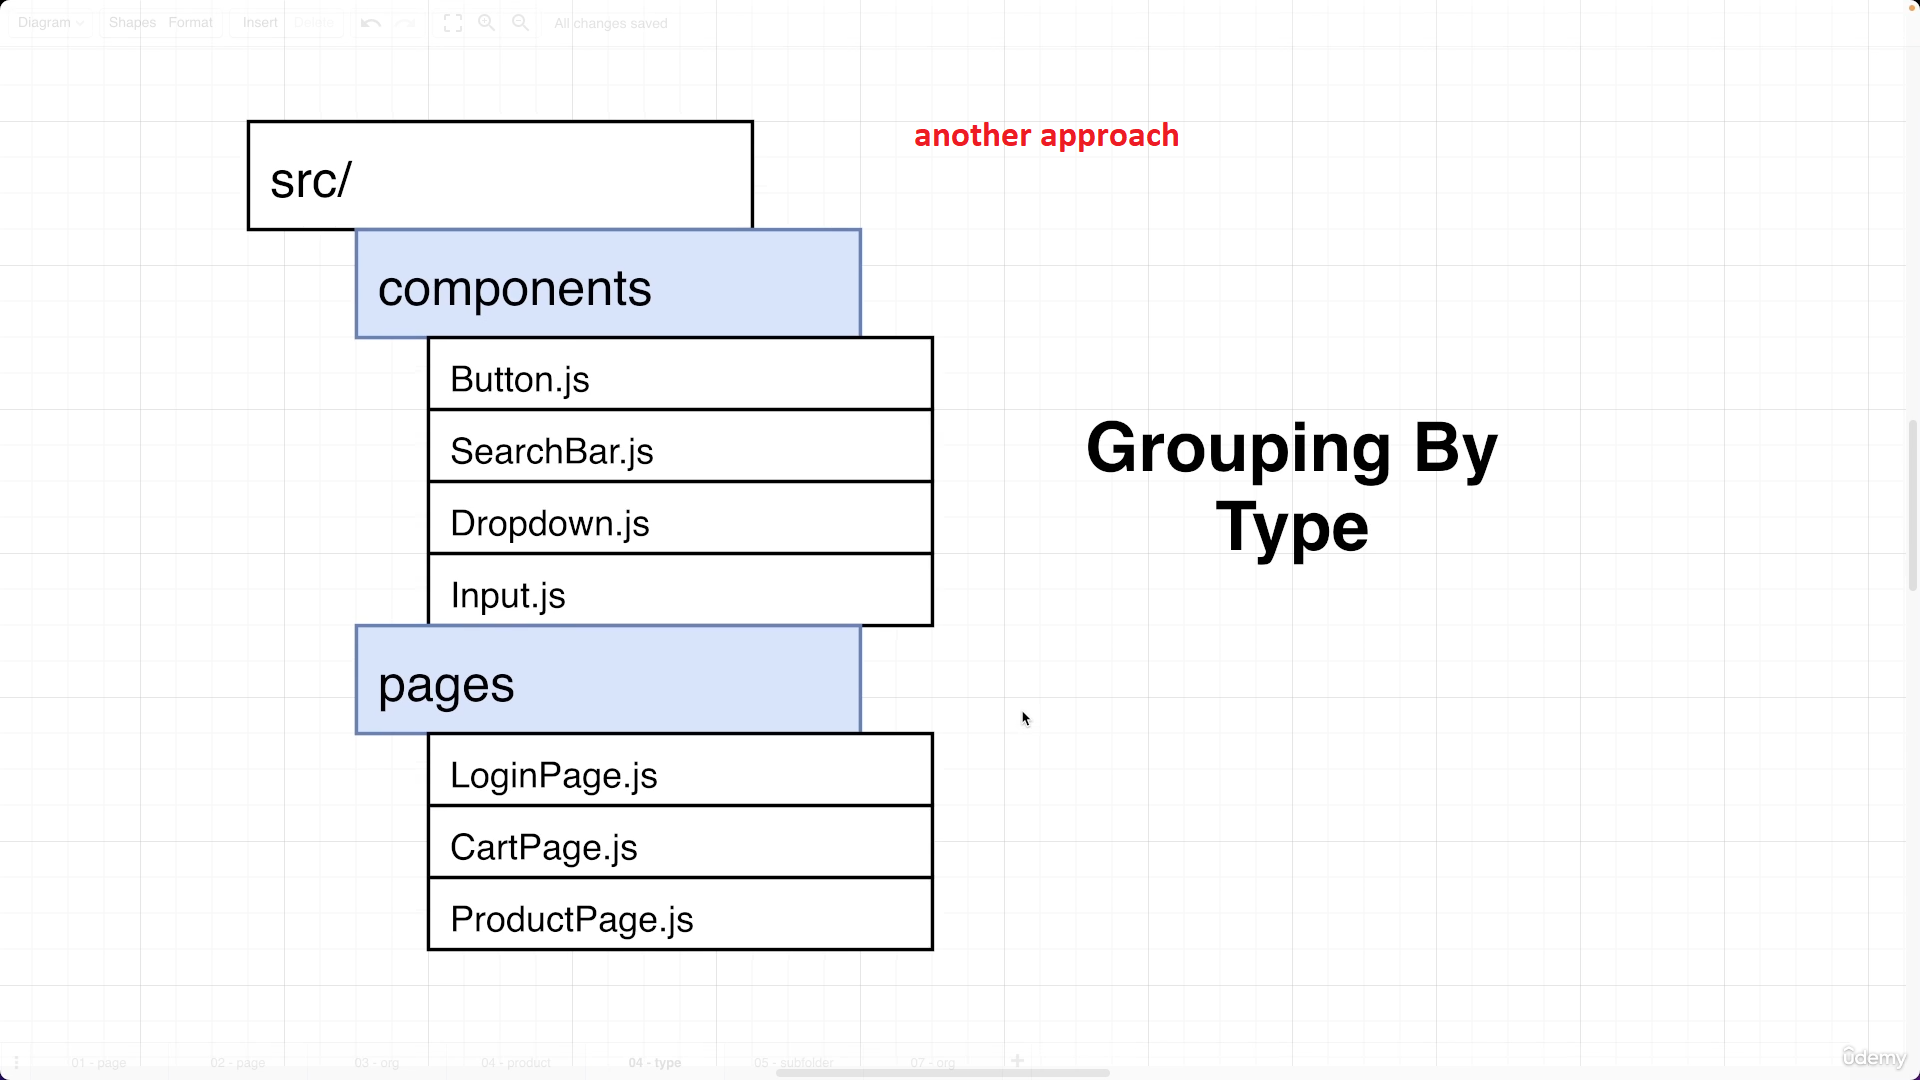 Diagram Shapes Format Insert Delete All changes saved
another approach
src/
components
Button.js
SearchBar.js
Dropdown.js
Input.js
Grouping By
Type
pages
LoginPage.js
CartPage.js
ProductPage.js
01 - page 02 - page 03 - org 04 - product 04 - type 05 - subfolder 07 - org
ûdemy